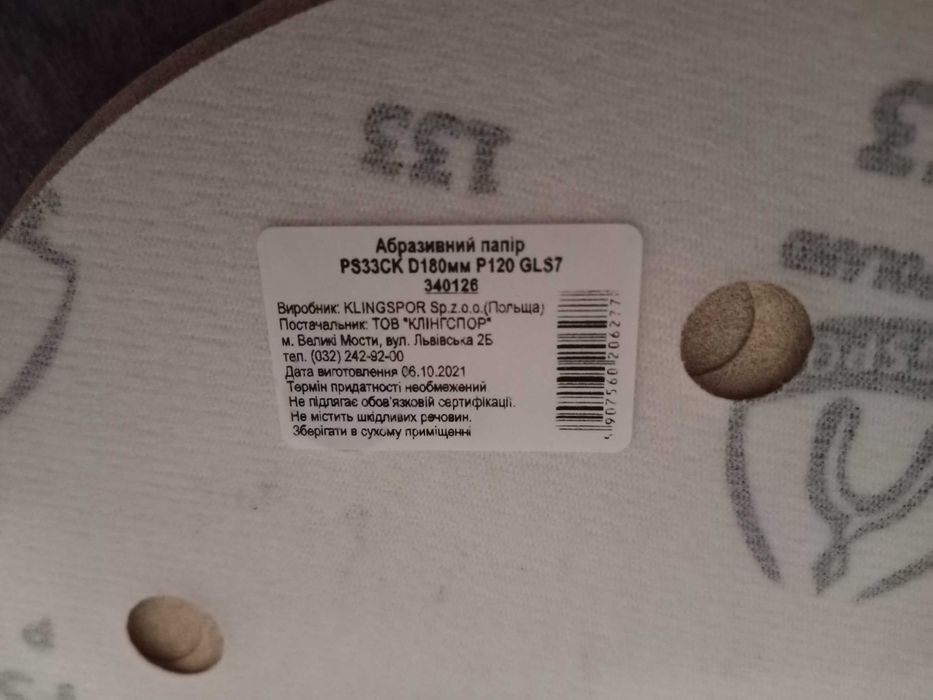 133
Абразивний папір
PS33CK D180мм P120 GLS7
340126
Виробник: KLINGSPOR Sp.z.o.o.(Польща)
Постачальник: ТОВ "КЛІНГСПОР"
м. Великі Мости, вул. Львівська 2Б
тел. (032) 242-92-00
Дата виготовлення 06.10.2021
Термін придатності необмежений
Не підлягає обов'язковій сертифікації.
Не містить шкідливих речовин.
Зберігати в сухому приміщенні